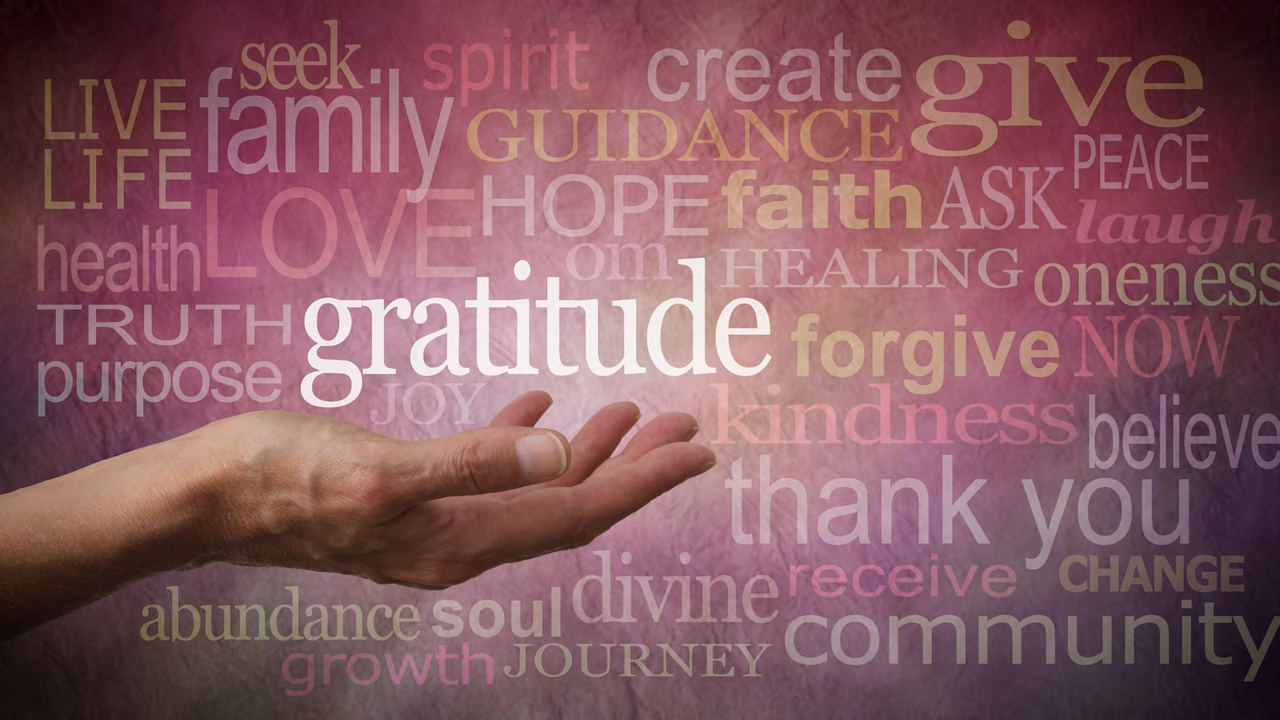 seek
spirit
create
give
LIVE
LIFE
family
GUIDANCE
PEACE
LOVE
HOPE
faith
ASK
laugh
health
om
HEALING
oneness
TRUTH
gratitude
forgive
NOW
purpose
JOY
kindness
believe
thank you
divine
receive
CHANGE
abundance
soul
community
growth
JOURNEY